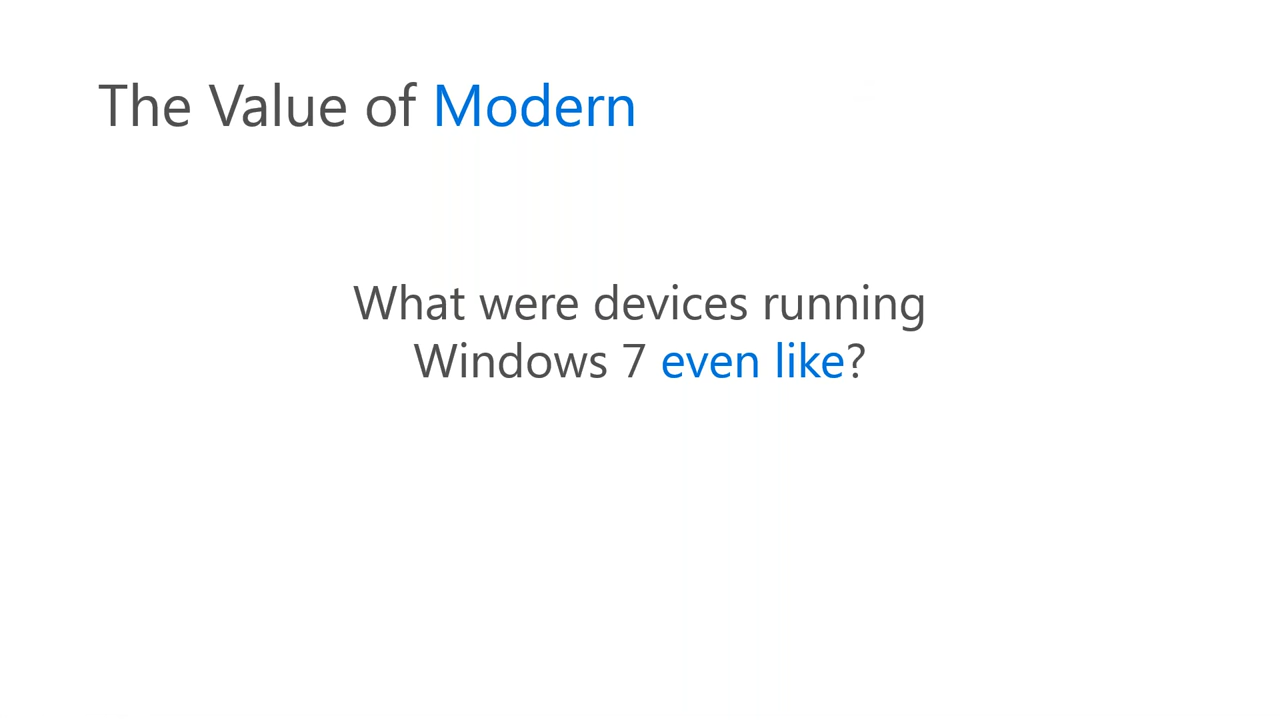 The Value of Modern
What were devices running
Windows 7 even like?